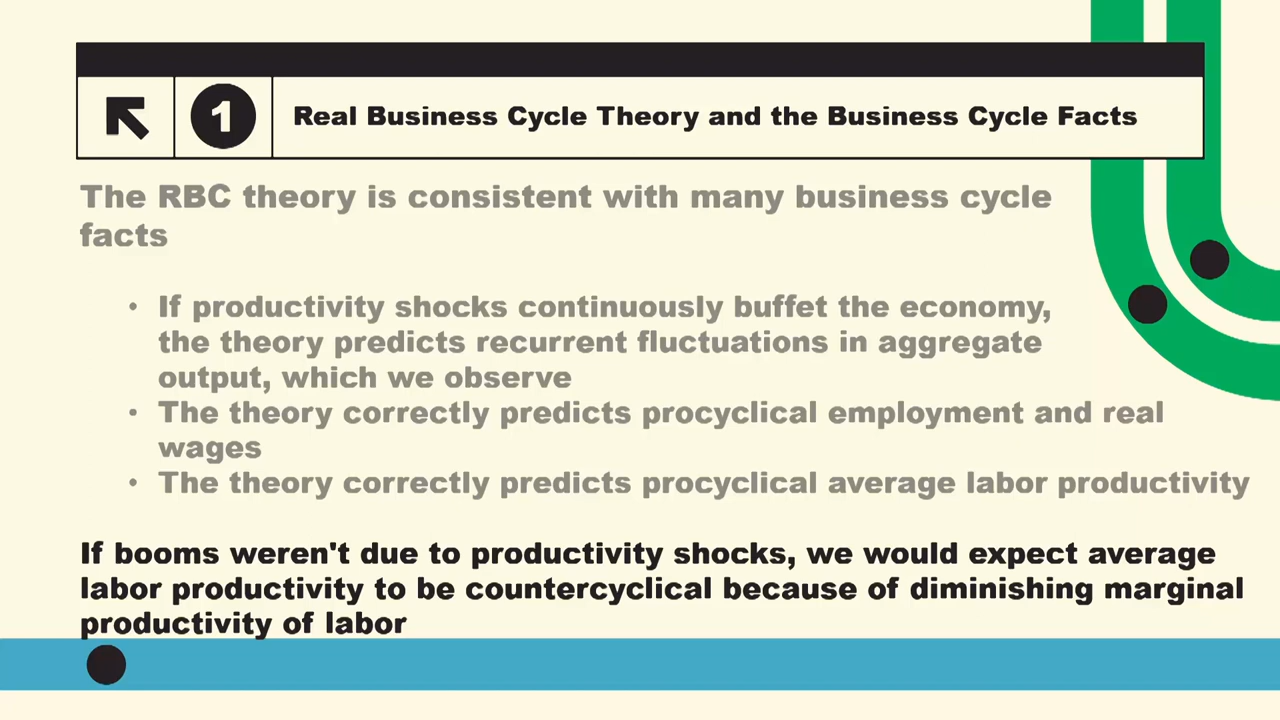 1
Real Business Cycle Theory and the Business Cycle Facts
The RBC theory is consistent with many business cycle
facts
• If productivity shocks continuously buffet the economy,
the theory predicts recurrent fluctuations in aggregate
output, which we observe
• The theory correctly predicts procyclical employment and real
wages
• The theory correctly predicts procyclical average labor productivity
If booms weren't due to productivity shocks, we would expect average
labor productivity to be countercyclical because of diminishing marginal
productivity of labor